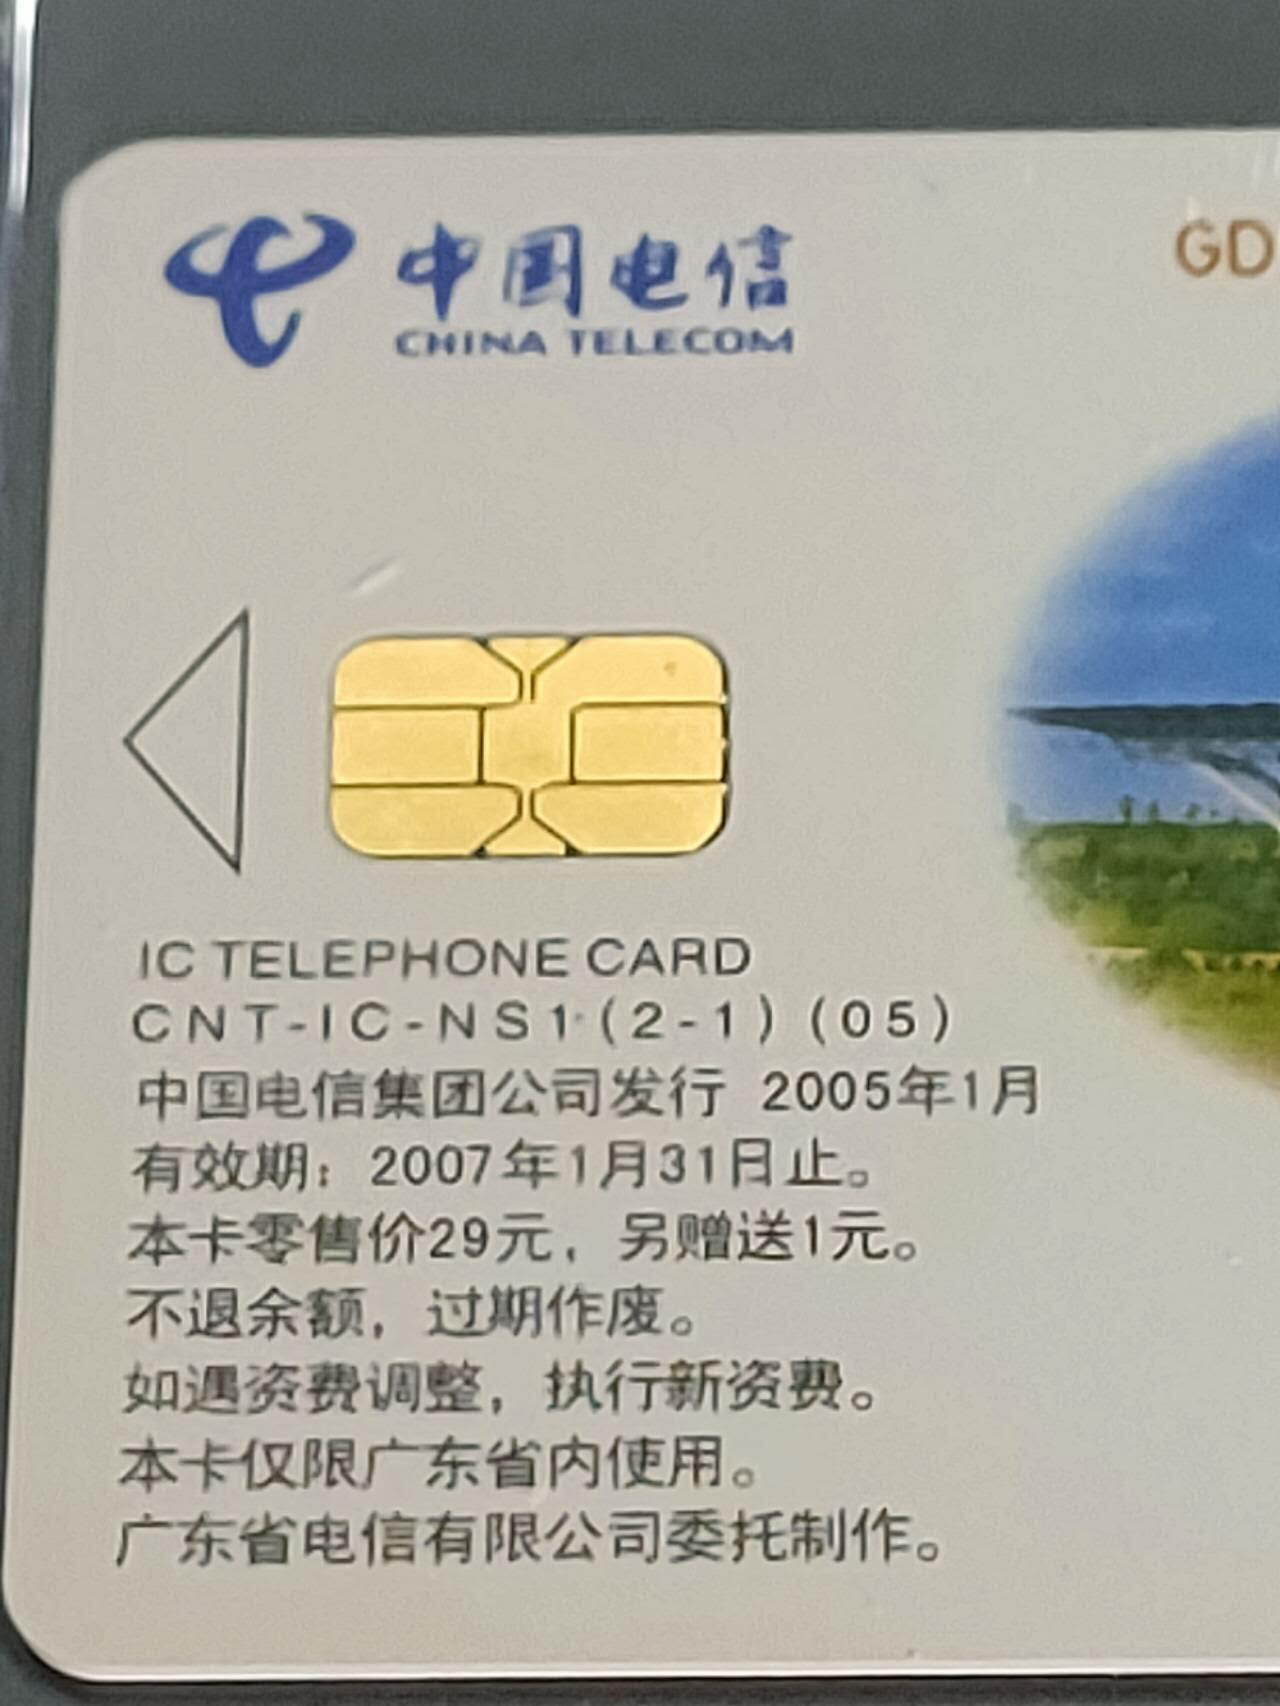 中国电信
CHINA TELECOM
GD
IC TELEPHONE CARD
CNT-IC-NS1(2-1)(05)
中国电信集团公司发行 2005年1月
有效期：2007年1月31日止。
本卡零售价29元，另赠送1元。
不退余额，过期作废。
如遇资费调整，执行新资费。
本卡仅限广东省内使用。
广东省电信有限公司委托制作。